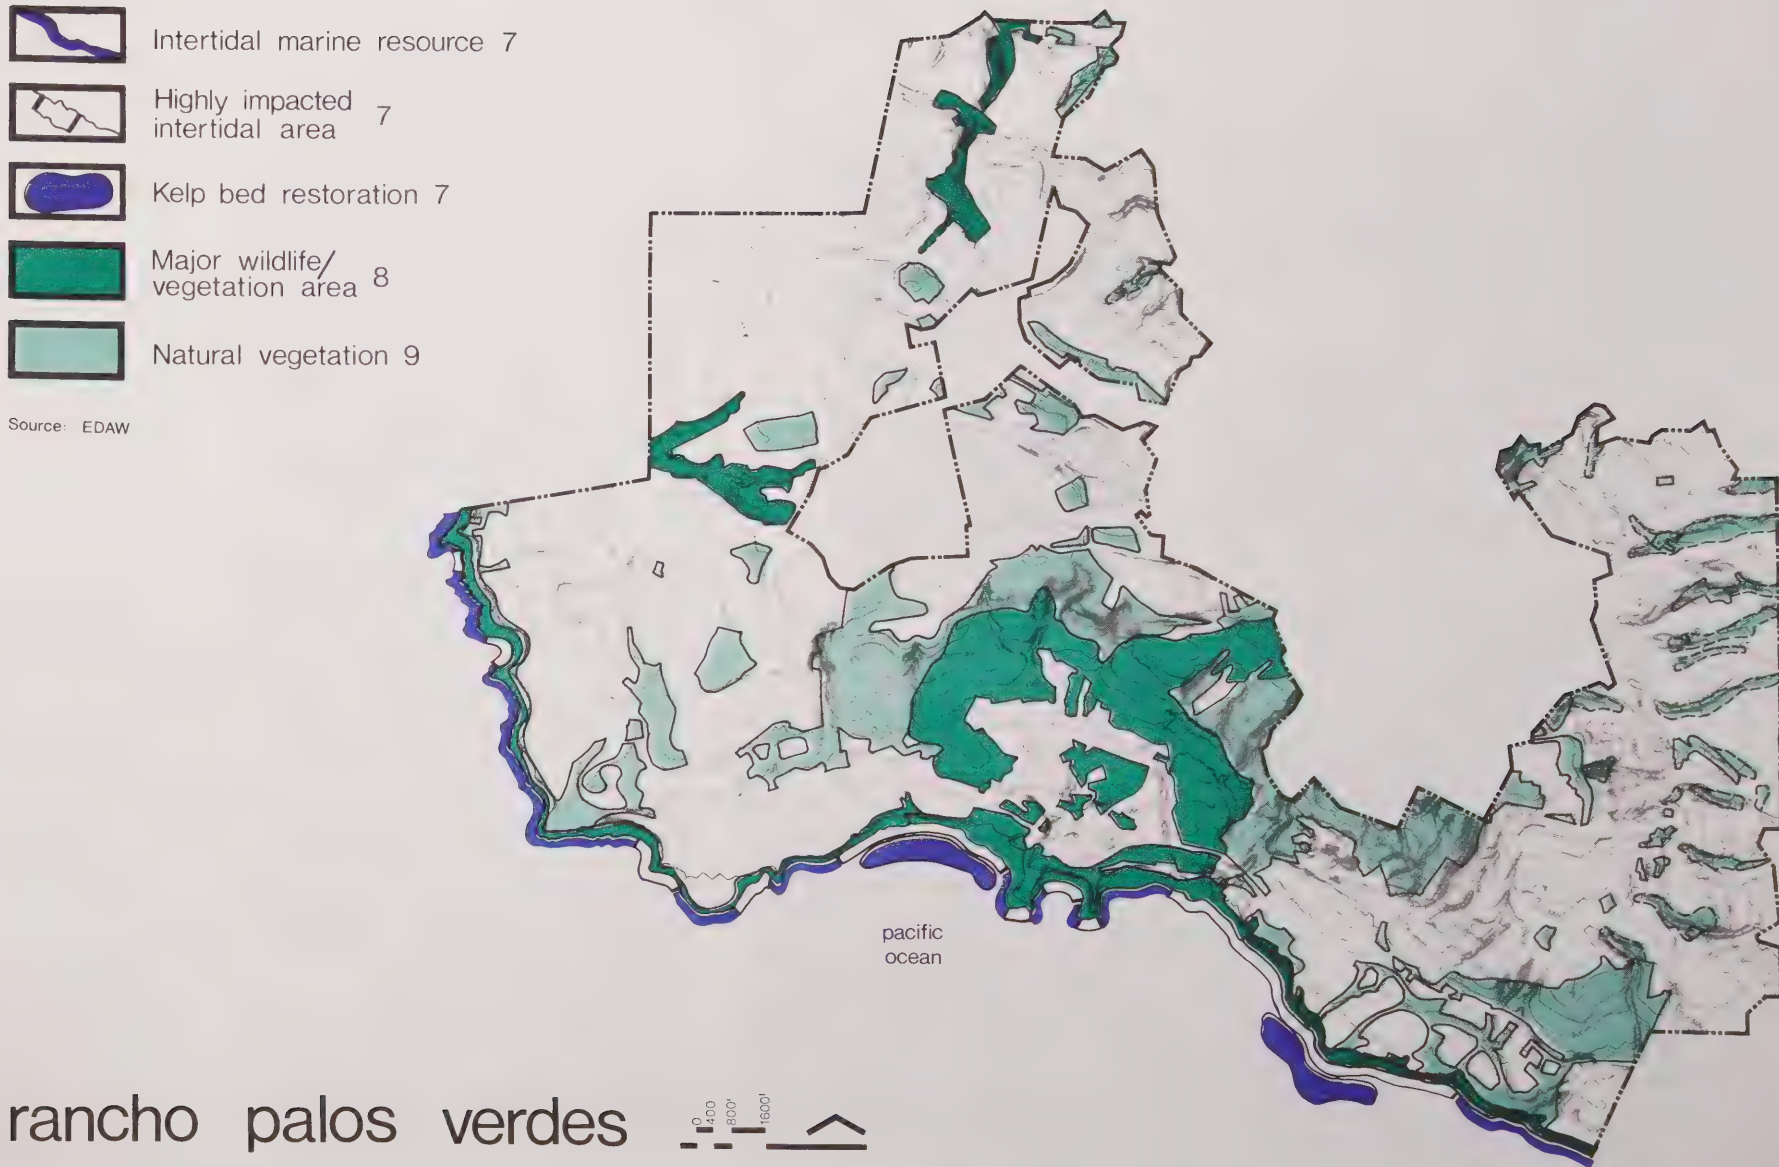 Intertidal marine resource 7
Highly impacted
intertidal area 7
Kelp bed restoration 7
Major wildlife/
vegetation area 8
Natural vegetation 9
Source: EDAW
pacific
ocean
rancho palos verdes
0 400 800' 1600'